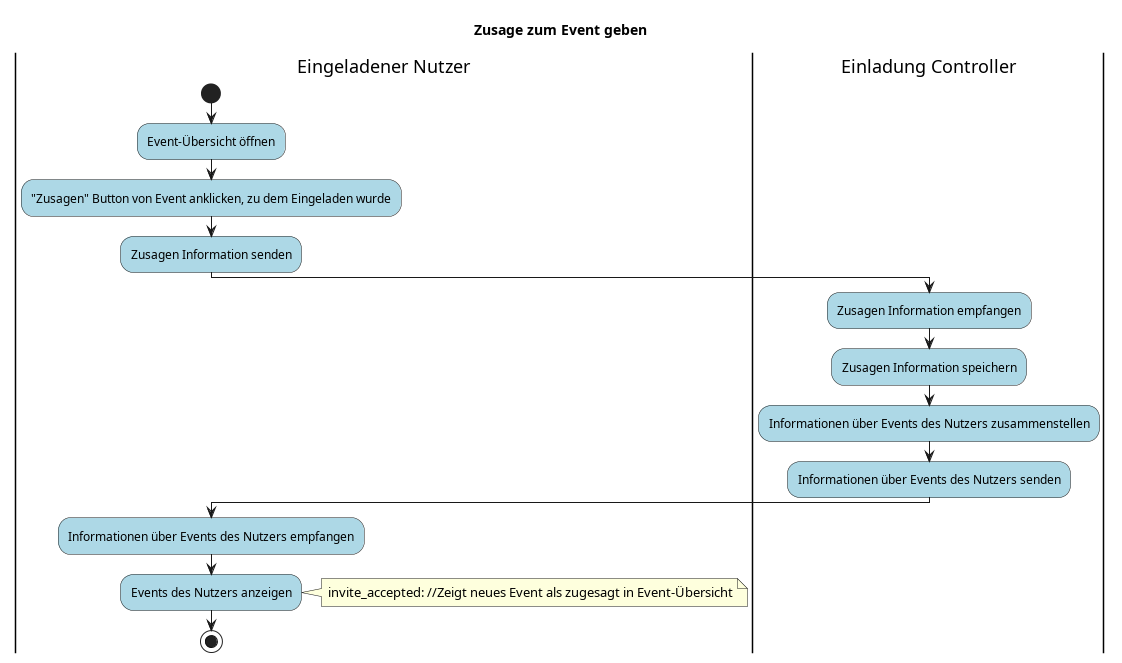 Zusage zum Event geben
Eingeladener Nutzer
Einladung Controller
Event-Übersicht öffnen
"Zusagen" Button von Event anklicken, zu dem Eingeladen wurde
Zusagen Information senden
Zusagen Information empfangen
Zusagen Information speichern
Informationen über Events des Nutzers zusammenstellen
Informationen über Events des Nutzers senden
Informationen über Events des Nutzers empfangen
Events des Nutzers anzeigen
invite_accepted: //Zeigt neues Event als zugesagt in Event-Übersicht